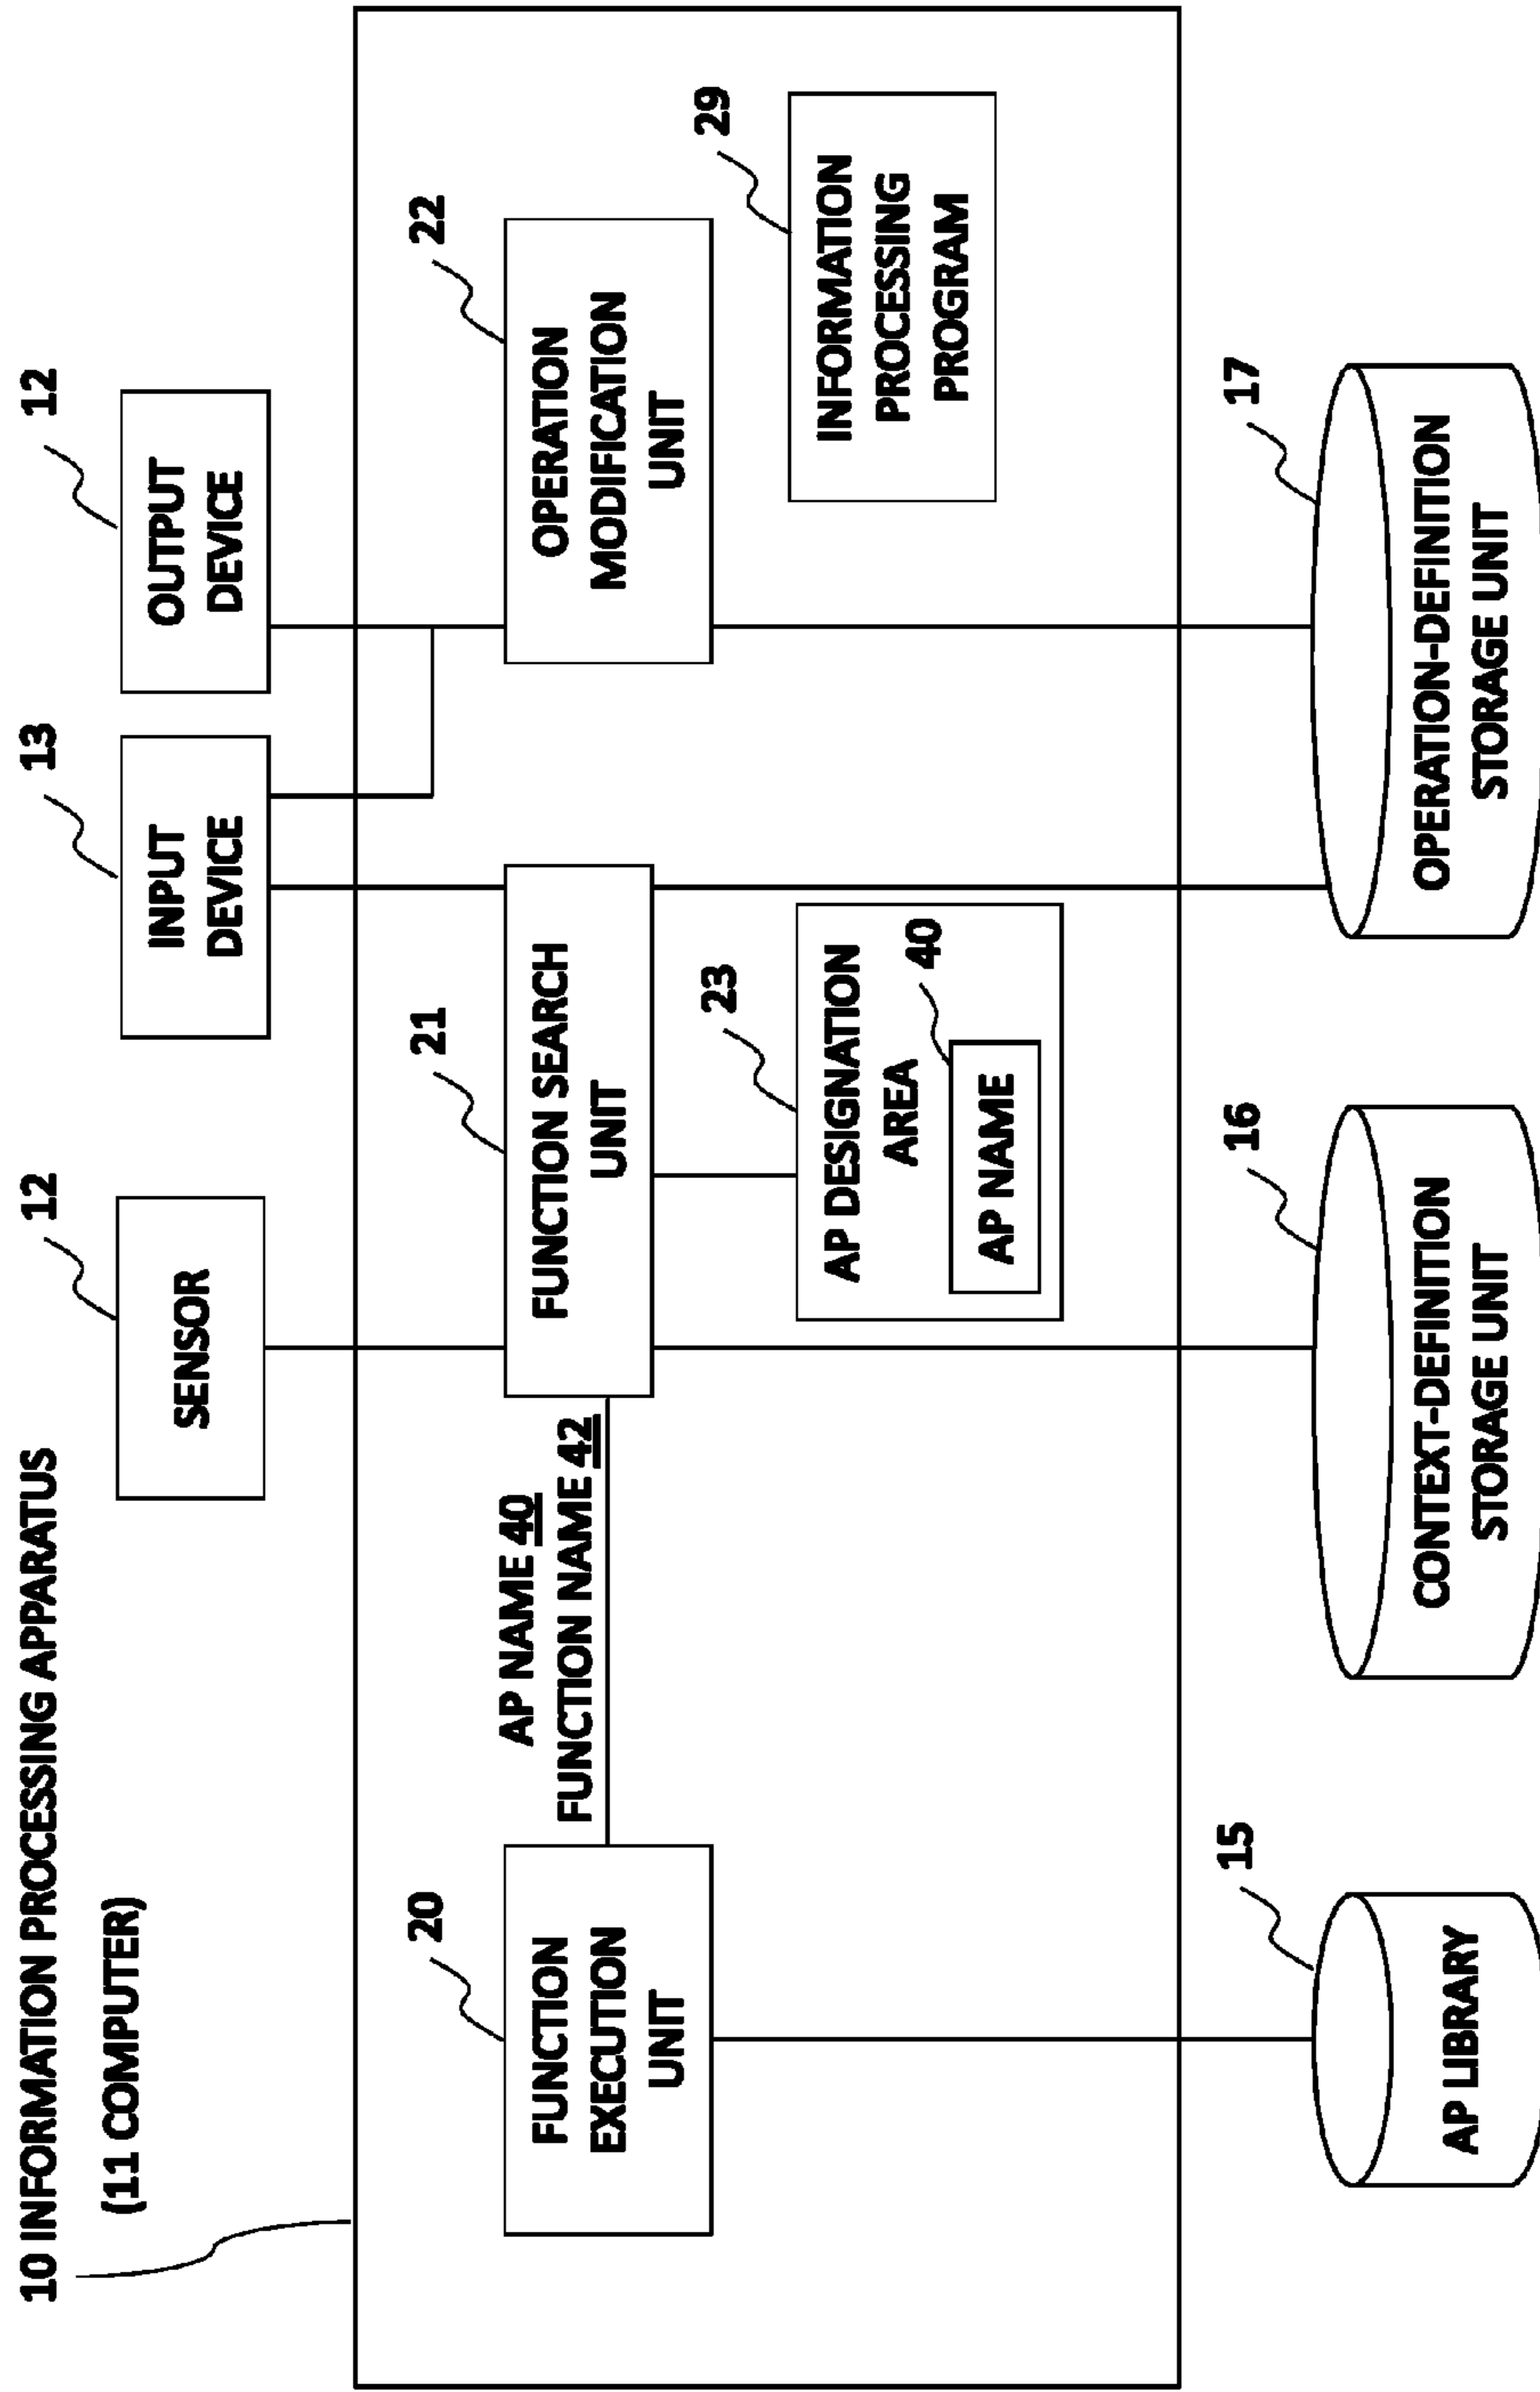 10 INFORMATION PROCESSING APPARATUS
(11 COMPUTER)
12
SENSOR
13
INPUT
DEVICE
12
OUTPUT
DEVICE
20
FUNCTION
EXECUTION
UNIT
AP NAME 40
FUNCTION NAME 42
21
FUNCTION SEARCH
UNIT
22
OPERATION
MODIFICATION
UNIT
23
AP DESIGNATION
AREA
40
AP NAME
29
INFORMATION
PROCESSING
PROGRAM
15
AP LIBRARY
16
CONTEXT-DEFINITION
STORAGE UNIT
17
OPERATION-DEFINITION
STORAGE UNIT